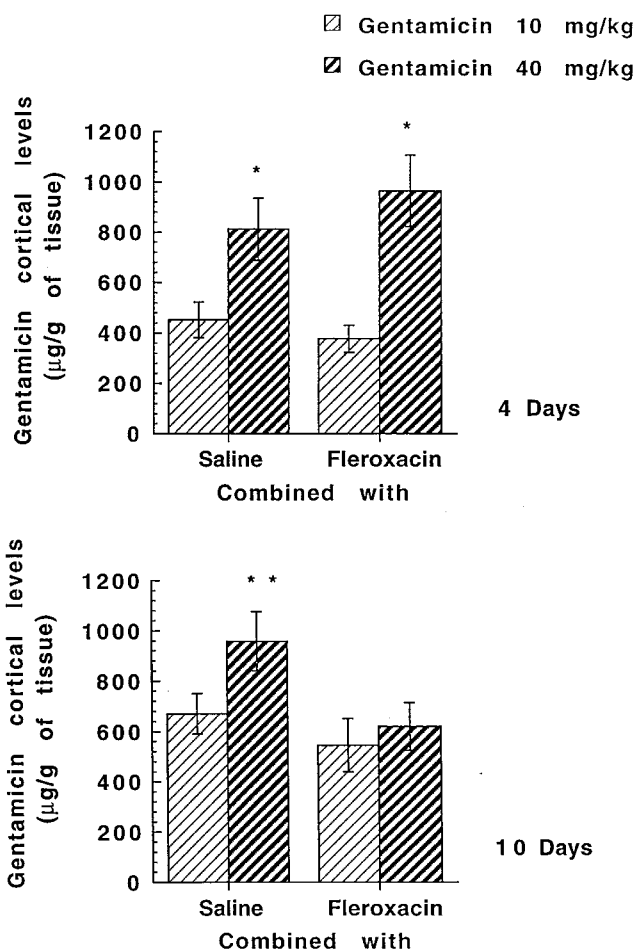 Gentamicin 10 mg/kg
Gentamicin 40 mg/kg
Gentamicin cortical levels
(µg/g of tissue)
1200
1000
800
600
400
200
0
*
*
Saline
Fleroxacin
Combined with
4 Days
Gentamicin cortical levels
(µg/g of tissue)
1200
1000
800
600
400
200
0
* *
Saline
Fleroxacin
Combined with
10 Days